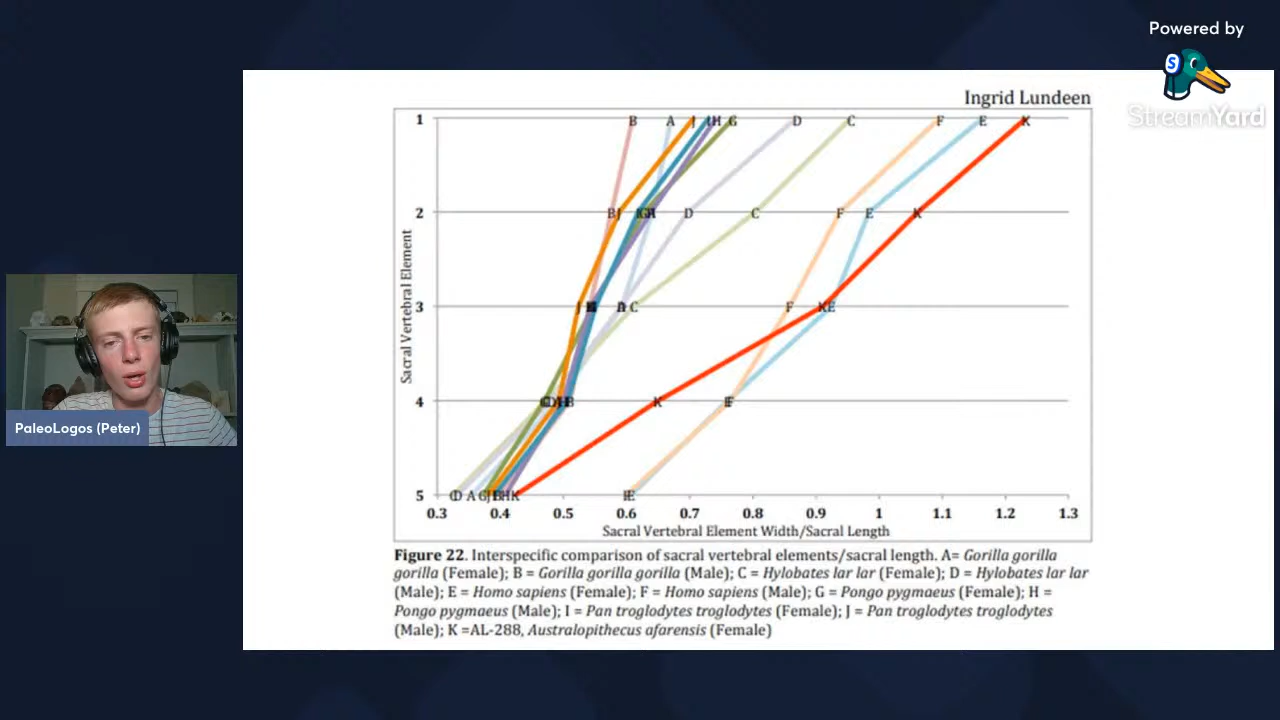 Powered by
S
StreamYard
Ingrid Lundeen
1 B A J I H G D C F E K
2 B J D C F E K
3 J D C F K E
4 K
5 A K E
0.3 0.4 0.5 0.6 0.7 0.8 0.9 1 1.1 1.2 1.3
Sacral Vertebral Element
Sacral Vertebral Element Width/Sacral Length
Figure 22. Interspecific comparison of sacral vertebral elements/sacral length. A= Gorilla gorilla
gorilla (Female); B = Gorilla gorilla gorilla (Male); C = Hylobates lar lar (Female); D = Hylobates lar lar
(Male); E = Homo sapiens (Female); F = Homo sapiens (Male); G = Pongo pygmaeus (Female); H =
Pongo pygmaeus (Male); I = Pan troglodytes troglodytes (Female); J = Pan troglodytes troglodytes
(Male); K =AL-288, Australopithecus afarensis (Female)
PaleoLogos (Peter)